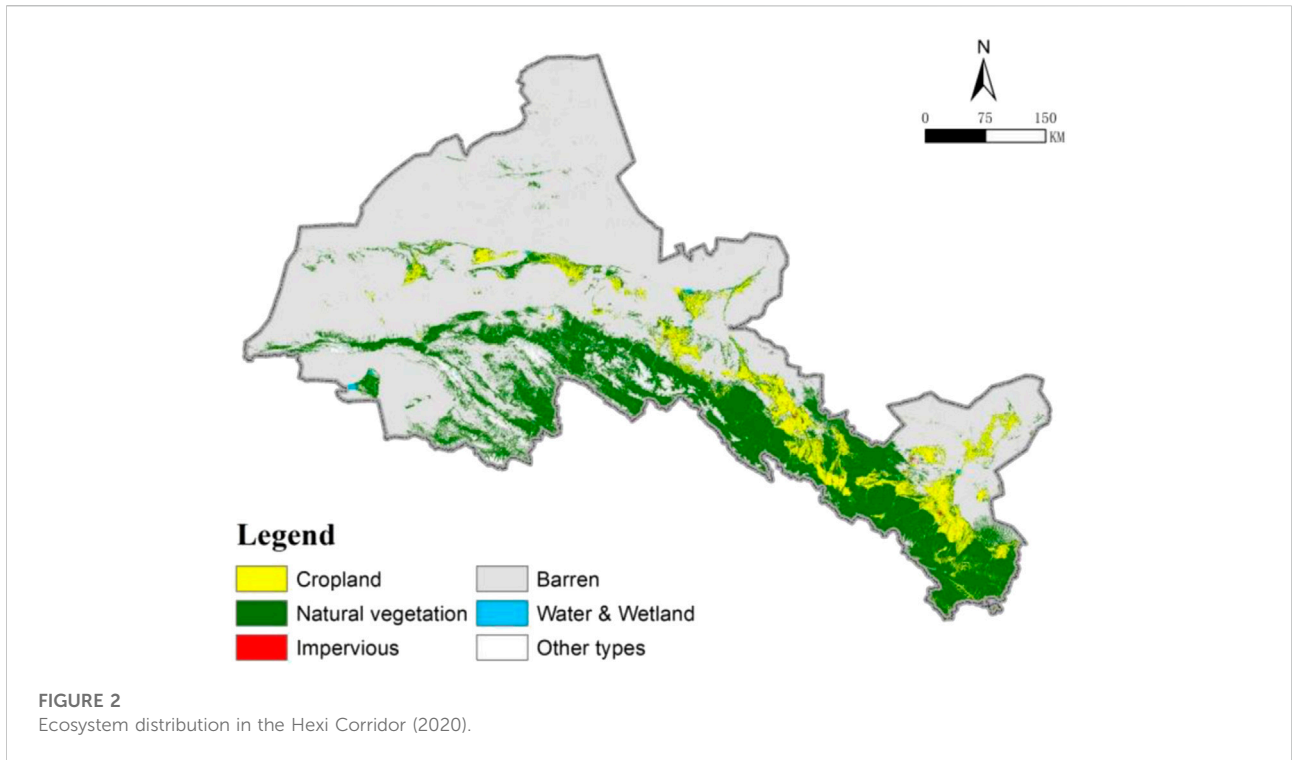 N
0 75 150
KM
Legend
Cropland
Barren
Natural vegetation
Water & Wetland
Impervious
Other types
FIGURE 2
Ecosystem distribution in the Hexi Corridor (2020).